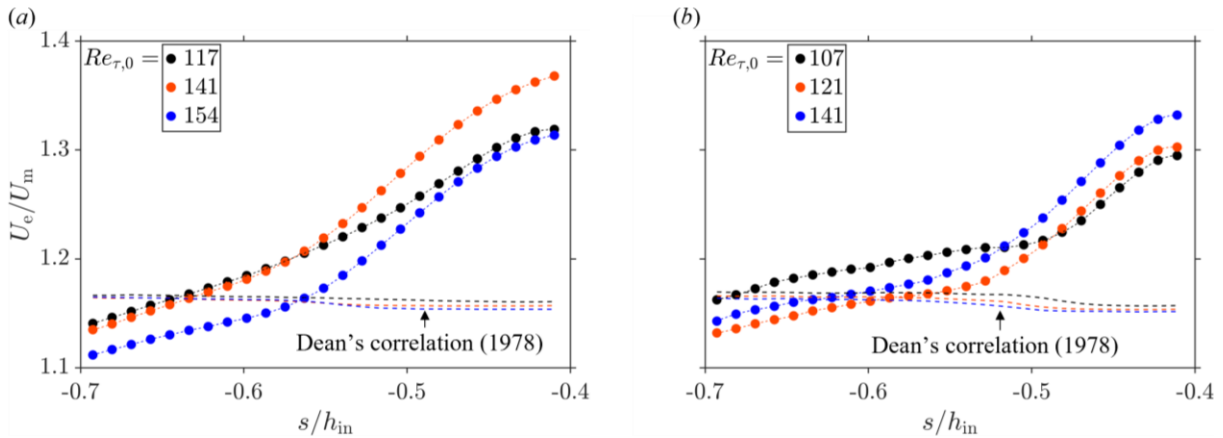 (a)
(b)
1.4
1.3
1.2
1.1
U_e/U_m
Re_τ,0 =
117
141
154
Dean's correlation (1978)
-0.7
-0.6
-0.5
-0.4
s/h_in
Re_τ,0 =
107
121
141
Dean's correlation (1978)
-0.7
-0.6
-0.5
-0.4
s/h_in